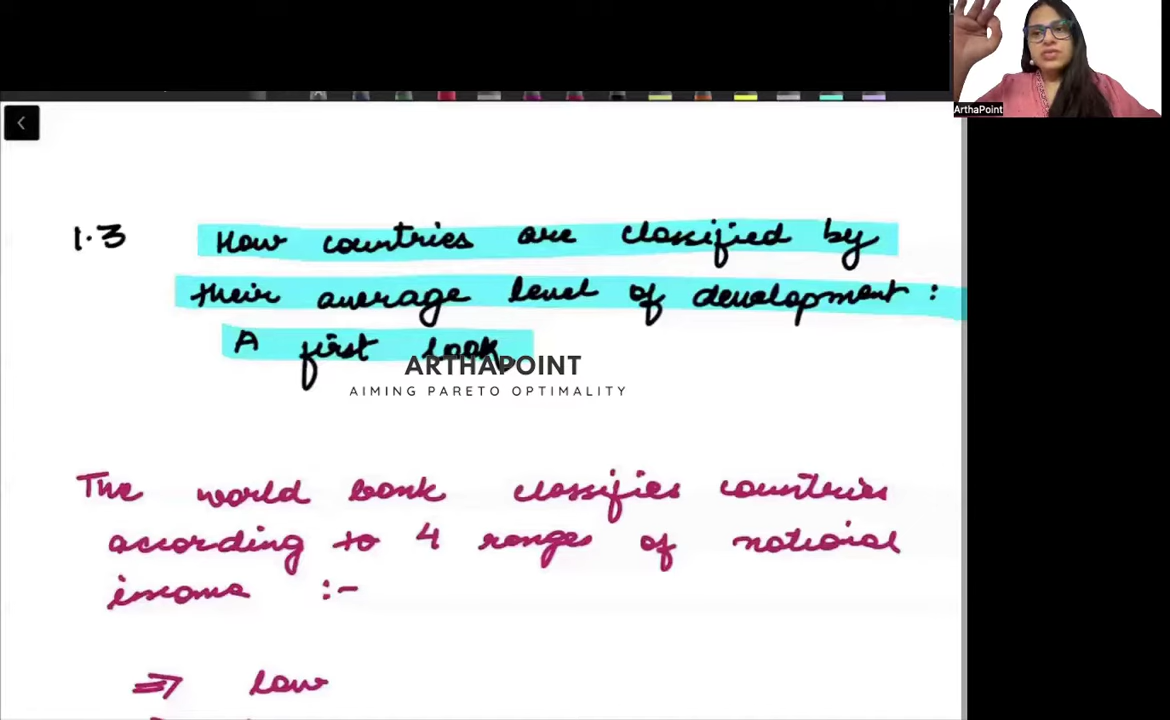 ArthaPoint
1.3 How countries are classified by
their average level of development :
A first look
ARTHAPOINT
AIMING PARETO OPTIMALITY
The world bank classifies countries
according to 4 ranges of national
income :-
⇒ low